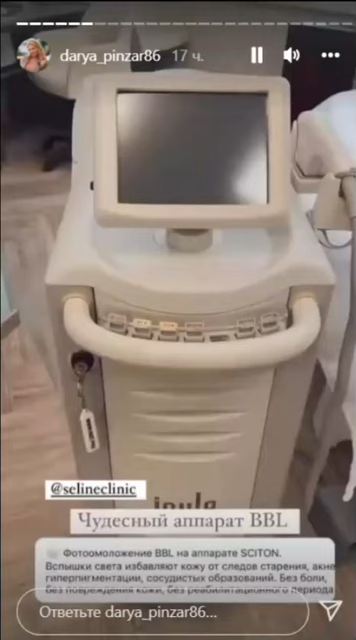 darya_pinzar86 17 ч.
@selineclinic
Чудесный аппарат BBL
Фотоомоложение BBL на аппарате SCITON.
Вспышки света избавляют кожу от следов старения, акне
гиперпигментации, сосудистых образований. Без боли,
без повреждения кожи, без реабилитационного периода
Ответьте darya_pinzar86...